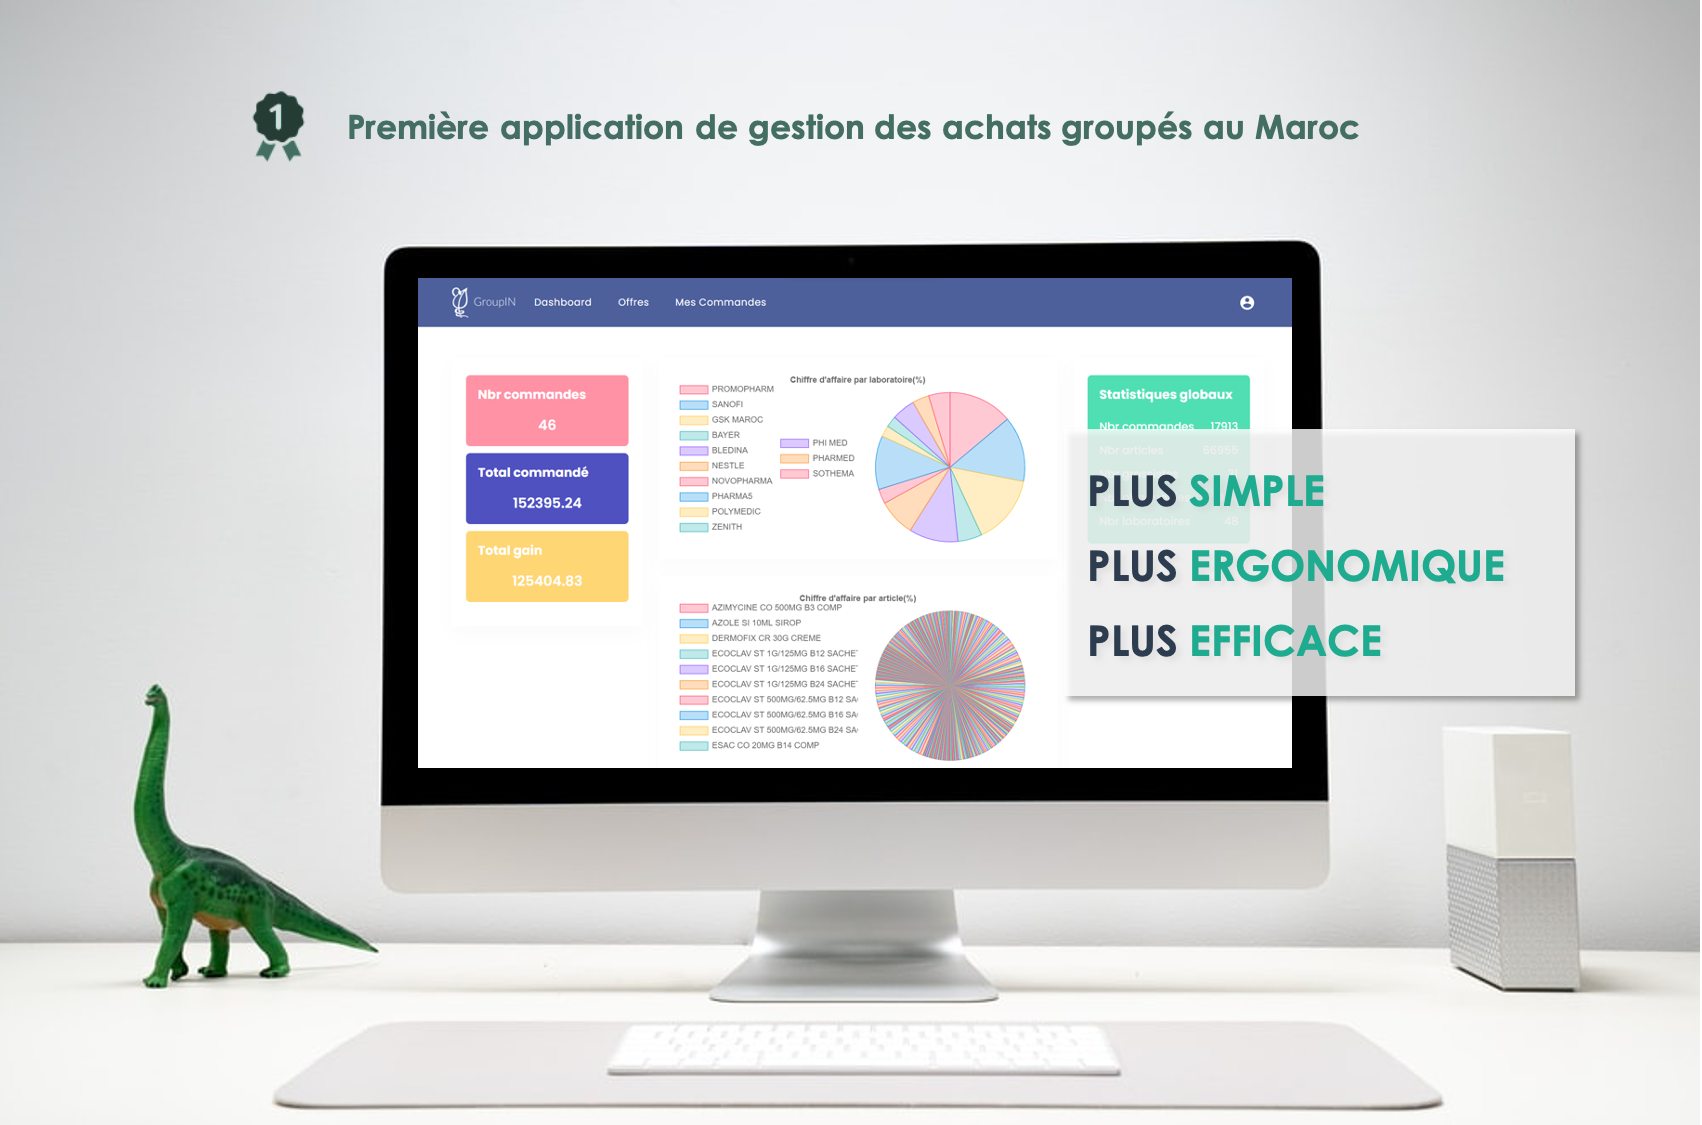 1
Première application de gestion des achats groupés au Maroc
GroupIN
Dashboard
Offres
Mes Commandes
Nbr commandes
46
Total commandé
152395.24
Total gain
125404.83
Chiffre d'affaire par laboratoire(%)
PROMOPHARM
SANOFI
GSK MAROC
BAYER
BLEDINA
NESTLE
NOVOPHARMA
PHARMA5
POLYMEDIC
ZENITH
PHI MED
PHARMED
SOTHEMA
Chiffre d'affaire par article(%)
AZIMYCINE CO 500MG B3 COMP
AZOLE SI 10ML SIROP
DERMOFIX CR 30G CREME
ECOCLAV ST 1G/125MG B12 SACHE
ECOCLAV ST 1G/125MG B16 SACHE
ECOCLAV ST 1G/125MG B24 SACHE
ECOCLAV ST 500MG/62.5MG B12 SA
ECOCLAV ST 500MG/62.5MG B16 SA
ECOCLAV ST 500MG/62.5MG B24 SA
ESAC CO 20MG B14 COMP
Statistiques globaux
Nbr commandes 17913
Nbr articles
Nbr laboratoires 48
PLUS SIMPLE
PLUS ERGONOMIQUE
PLUS EFFICACE